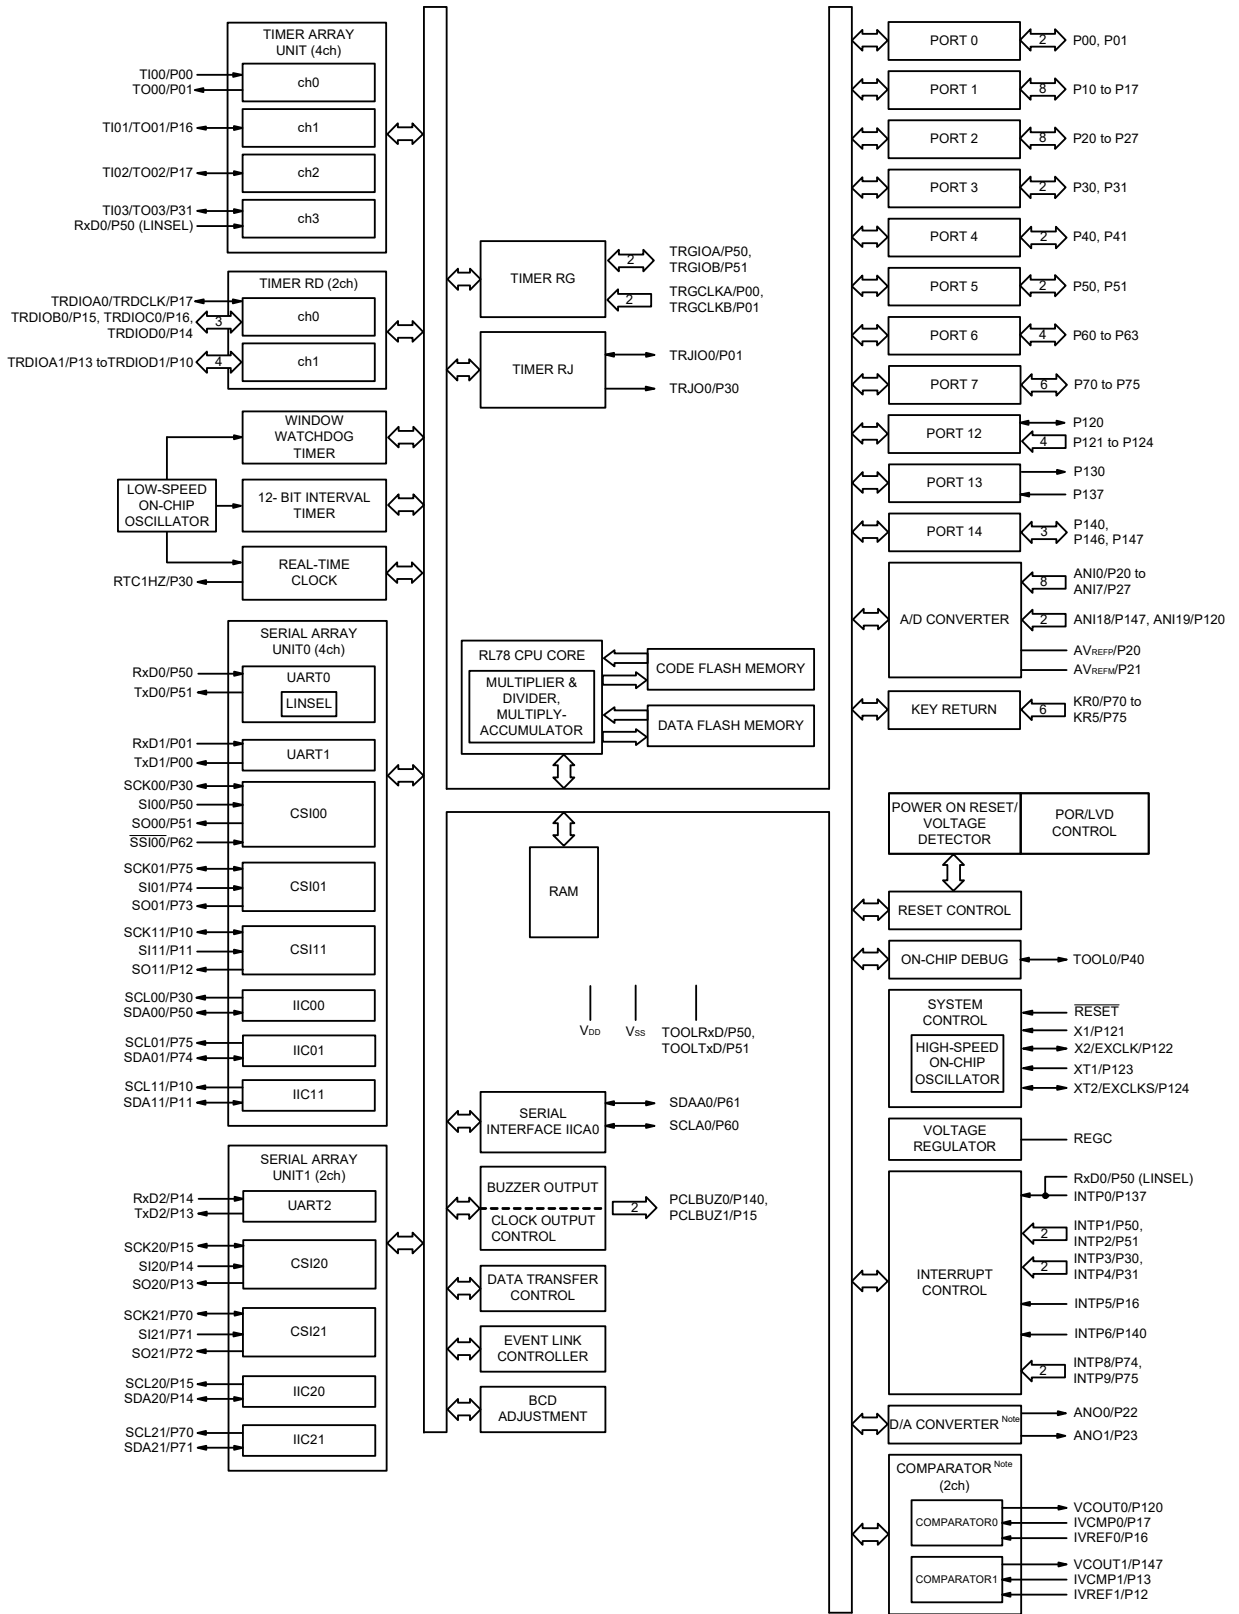 TIMER ARRAY
UNIT (4ch)
TI00/P00
TO00/P01
ch0
TI01/TO01/P16
ch1
TI02/TO02/P17
ch2
TI03/TO03/P31
RxD0/P50 (LINSEL)
ch3
TIMER RD (2ch)
TRDIOA0/TRDCLK/P17
TRDIOB0/P15, TRDIOC0/P16,
TRDIOD0/P14
3
ch0
TRDIOA1/P13 toTRDIOD1/P10
4
ch1
WINDOW
WATCHDOG
TIMER
LOW-SPEED
ON-CHIP
OSCILLATOR
12- BIT INTERVAL
TIMER
REAL-TIME
CLOCK
RTC1HZ/P30
SERIAL ARRAY
UNIT0 (4ch)
RxD0/P50
TxD0/P51
UART0
LINSEL
RxD1/P01
TxD1/P00
UART1
SCK00/P30
SI00/P50
SO00/P51
SSI00/P62
CSI00
SCK01/P75
SI01/P74
SO01/P73
CSI01
SCK11/P10
SI11/P11
SO11/P12
CSI11
SCL00/P30
SDA00/P50
IIC00
SCL01/P75
SDA01/P74
IIC01
SCL11/P10
SDA11/P11
IIC11
SERIAL ARRAY
UNIT1 (2ch)
RxD2/P14
TxD2/P13
UART2
SCK20/P15
SI20/P14
SO20/P13
CSI20
SCK21/P70
SI21/P71
SO21/P72
CSI21
SCL20/P15
SDA20/P14
IIC20
SCL21/P70
SDA21/P71
IIC21
TIMER RG
2
TRGIOA/P50,
TRGIOB/P51
2
TRGCLKA/P00,
TRGCLKB/P01
TIMER RJ
TRJIO0/P01
TRJO0/P30
RL78 CPU CORE
MULTIPLIER &
DIVIDER,
MULTIPLY-
ACCUMULATOR
CODE FLASH MEMORY
DATA FLASH MEMORY
RAM
VDD
VSS
TOOLRxD/P50,
TOOLTxD/P51
SERIAL
INTERFACE IICA0
SDAA0/P61
SCLA0/P60
BUZZER OUTPUT
CLOCK OUTPUT
CONTROL
2
PCLBUZ0/P140,
PCLBUZ1/P15
DATA TRANSFER
CONTROL
EVENT LINK
CONTROLLER
BCD
ADJUSTMENT
PORT 0
2
P00, P01
PORT 1
8
P10 to P17
PORT 2
8
P20 to P27
PORT 3
2
P30, P31
PORT 4
2
P40, P41
PORT 5
2
P50, P51
PORT 6
4
P60 to P63
PORT 7
6
P70 to P75
PORT 12
P120
4
P121 to P124
PORT 13
P130
P137
PORT 14
3
P140,
P146, P147
A/D CONVERTER
8
ANI0/P20 to
ANI7/P27
2
ANI18/P147, ANI19/P120
AVREFP/P20
AVREFM/P21
KEY RETURN
6
KR0/P70 to
KR5/P75
POWER ON RESET/
VOLTAGE
DETECTOR
POR/LVD
CONTROL
RESET CONTROL
ON-CHIP DEBUG
TOOL0/P40
SYSTEM
CONTROL
HIGH-SPEED
ON-CHIP
OSCILLATOR
RESET
X1/P121
X2/EXCLK/P122
XT1/P123
XT2/EXCLKS/P124
VOLTAGE
REGULATOR
REGC
INTERRUPT
CONTROL
RxD0/P50 (LINSEL)
INTP0/P137
2
INTP1/P50,
INTP2/P51
2
INTP3/P30,
INTP4/P31
INTP5/P16
INTP6/P140
2
INTP8/P74,
INTP9/P75
D/A CONVERTER Note
ANO0/P22
ANO1/P23
COMPARATOR Note
(2ch)
COMPARATOR0
VCOUT0/P120
IVCMP0/P17
IVREF0/P16
COMPARATOR1
VCOUT1/P147
IVCMP1/P13
IVREF1/P12